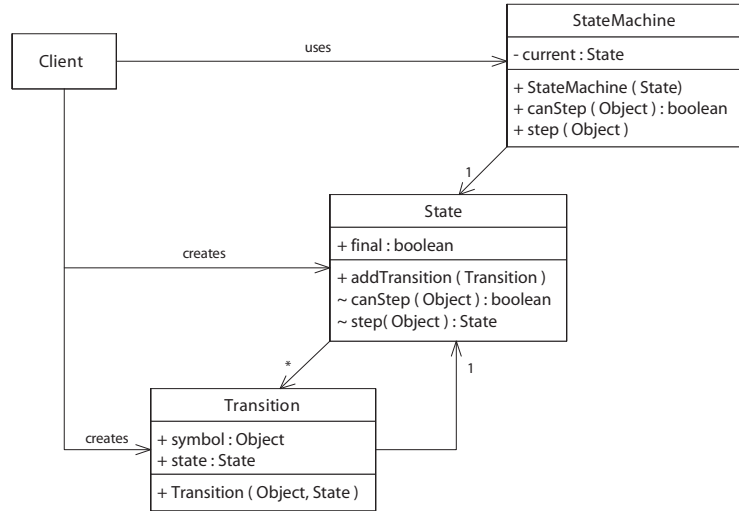 StateMachine
- current : State
+ StateMachine ( State)
+ canStep ( Object ) : boolean
+ step ( Object )
Client
uses
1
State
+ final : boolean
+ addTransition ( Transition )
~ canStep ( Object ) : boolean
~ step( Object ) : State
creates
*
1
Transition
+ symbol : Object
+ state : State
+ Transition ( Object, State )
creates